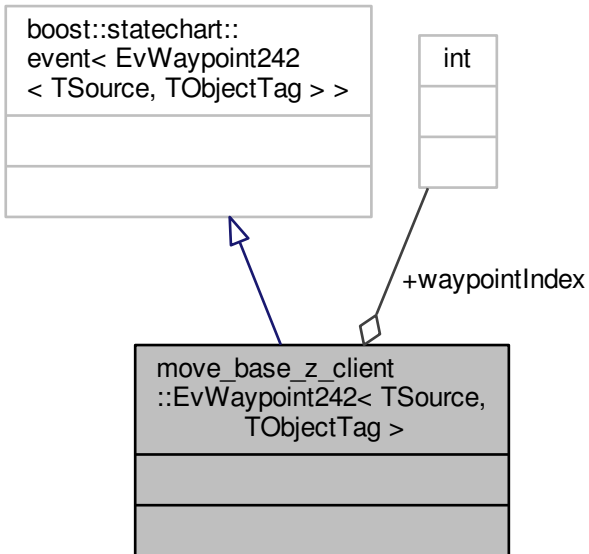 boost::statechart::
event< EvWaypoint242
< TSource, TObjectTag > >
int
+waypointIndex
move_base_z_client
::EvWaypoint242< TSource,
TObjectTag >